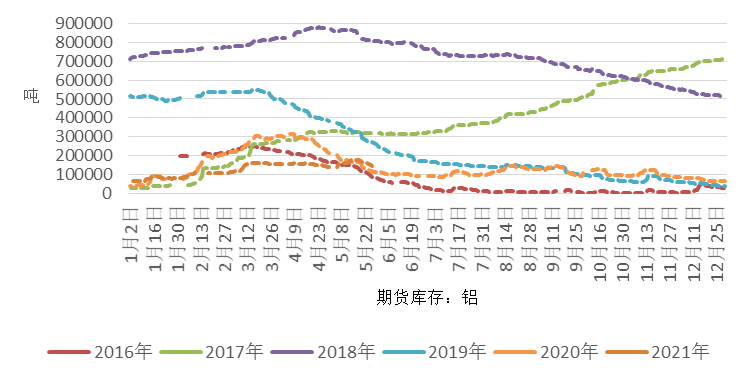 900000
800000
700000
600000
500000
400000
300000
200000
100000
0
吨
1月2日
1月16日
1月30日
2月13日
2月27日
3月12日
3月26日
4月9日
4月23日
5月8日
5月22日
6月5日
6月19日
7月3日
7月17日
7月31日
8月14日
8月28日
9月11日
9月25日
10月16日
10月30日
11月13日
11月27日
12月11日
12月25日
期货库存：铝
2016年 2017年 2018年 2019年 2020年 2021年